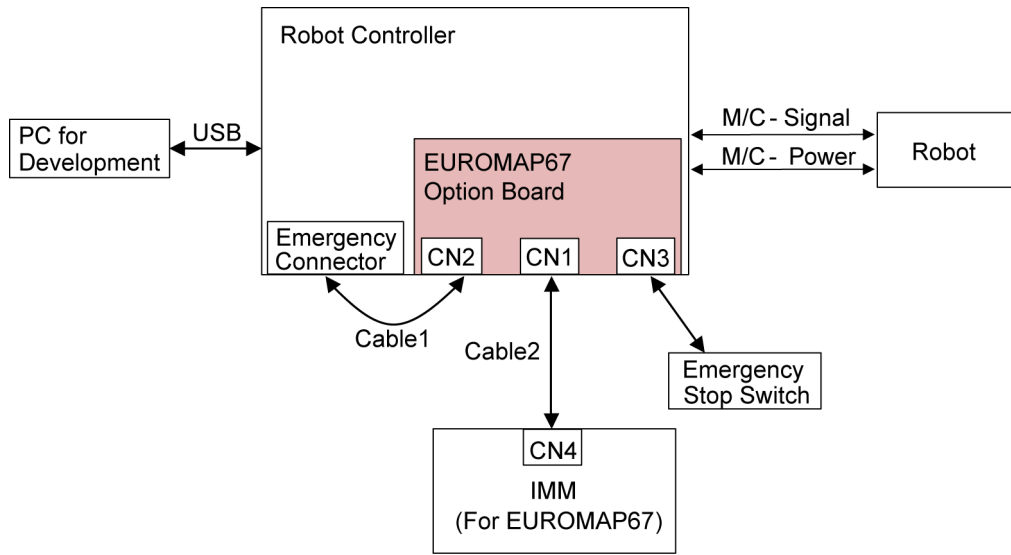 Robot Controller
PC for
Development
USB
EUROMAP67
Option Board
M/C - Signal
M/C - Power
Robot
Emergency
Connector
CN2
CN1
CN3
Cable1
Cable2
Emergency
Stop Switch
CN4
IMM
(For EUROMAP67)